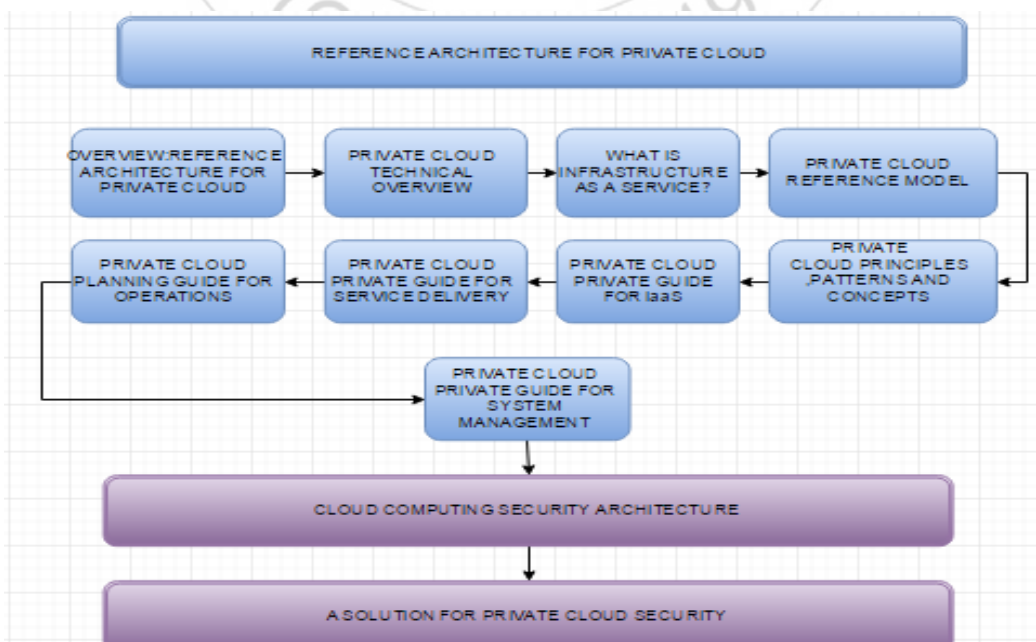 REFERENCE ARCHITECTURE FOR PRIVATE CLOUD
OVERVIEW:REFERENCE
ARCHITECTURE FOR
PRIVATE CLOUD
PRIVATE CLOUD
TECHNICAL
OVERVIEW
WHAT IS
INFRASTRUCTURE
AS A SERVICE?
PRIVATE CLOUD
REFERENCE MODEL
PRIVATE
CLOUD PRINCIPLES
,PATTERNS AND
CONCEPTS
PRIVATE CLOUD
PRIVATE GUIDE
FOR IaaS
PRIVATE CLOUD
PRIVATE GUIDE FOR
SERVICE DELIVERY
PRIVATE CLOUD
PLANNING GUIDE FOR
OPERATIONS
PRIVATE CLOUD
PRIVATE GUIDE FOR
SYSTEM
MANAGEMENT
CLOUD COMPUTING SECURITY ARCHITECTURE
A SOLUTION FOR PRIVATE CLOUD SECURITY